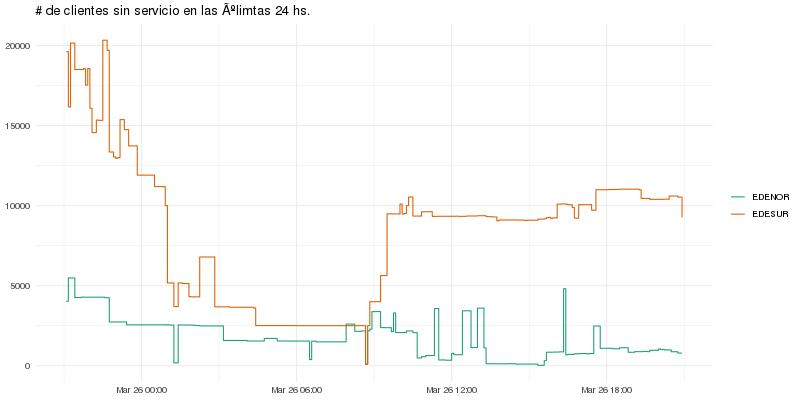 # de clientes sin servicio en las Ãºlimtas 24 hs.
20000
15000
10000
5000
0
Mar 26 00:00
Mar 26 06:00
Mar 26 12:00
Mar 26 18:00
EDENOR
EDESUR